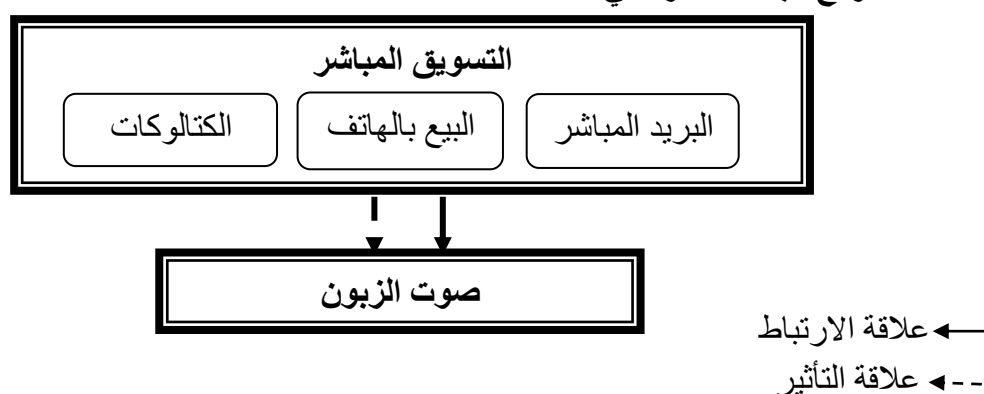 التسويق المباشر
البريد المباشر البيع بالهاتف الكتالوكات
صوت الزبون
علاقة الارتباط
علاقة التأثير